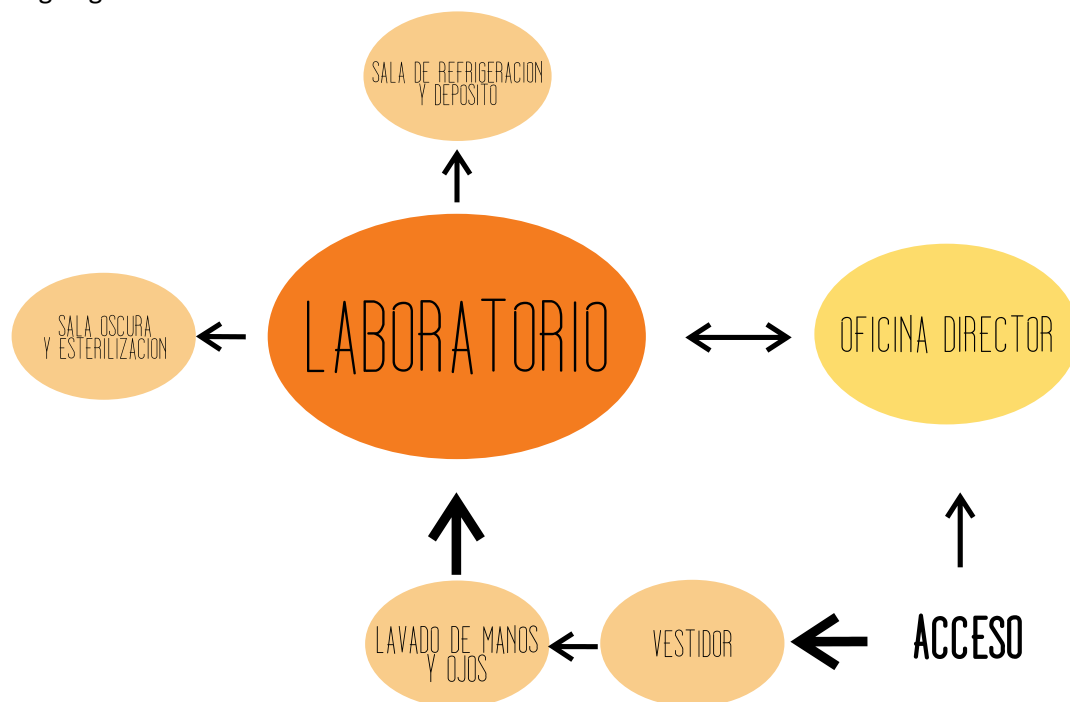 SALA DE REFRIGERACION
Y DEPOSITO
LABORATORIO
OFICINA DIRECTOR
SALA OSCURA
Y ESTERILIZACION
LAVADO DE MANOS
Y OJOS
VESTIDOR
ACCESO